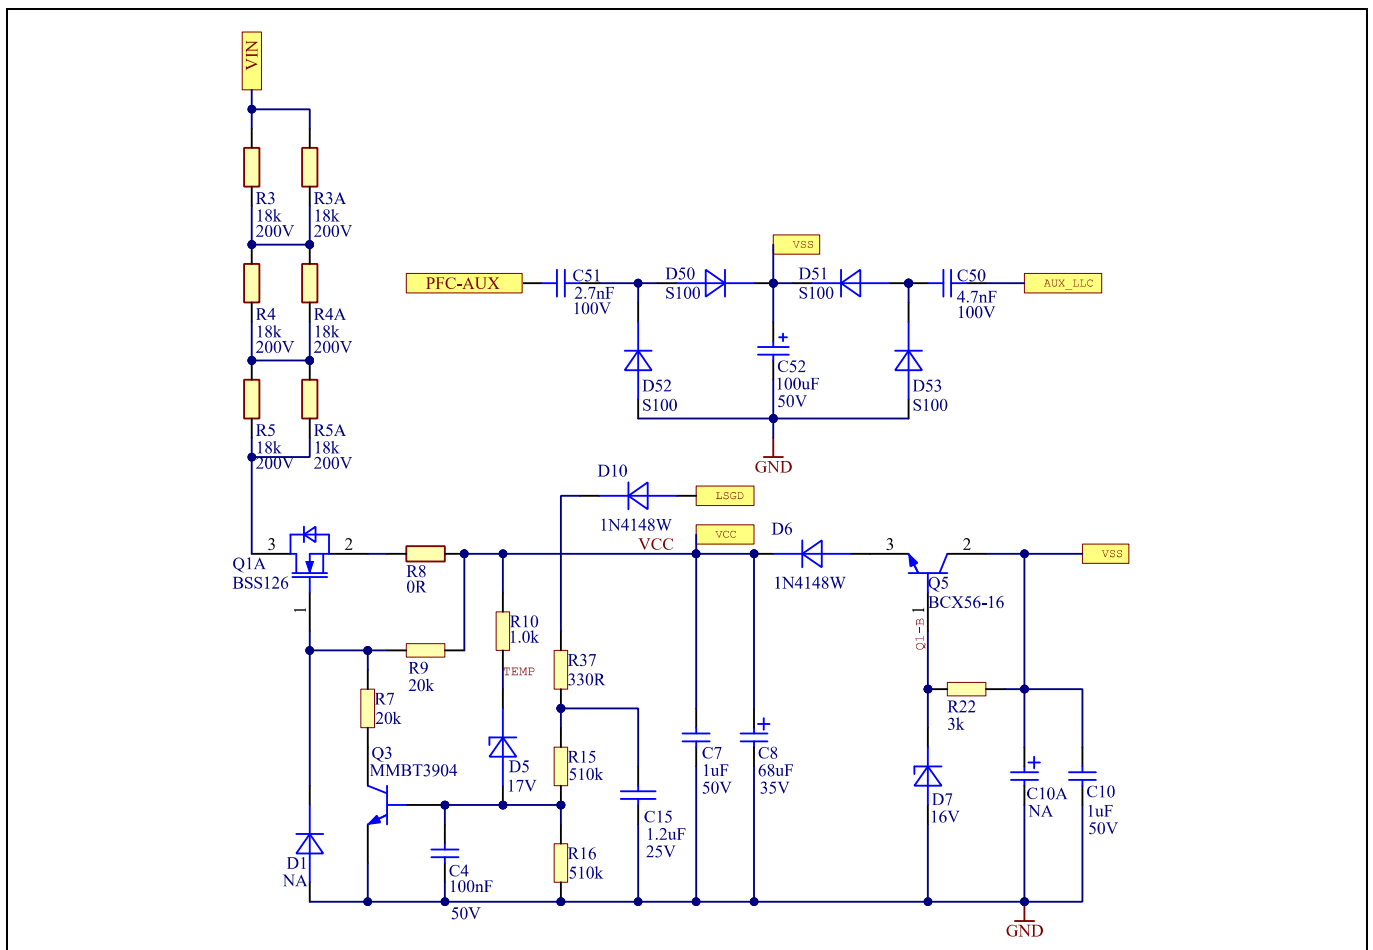 VIN
R3
18k
200V
R3A
18k
200V
R4
18k
200V
R4A
18k
200V
R5
18k
200V
R5A
18k
200V
VSS
PFC-AUX
C51
2.7nF
100V
D50
S100
D51
S100
C50
4.7nF
100V
AUX_LLC
D52
S100
C52
100uF
50V
D53
S100
GND
D10
1N4148W
LSGD
VCC
VCC
D6
1N4148W
3
2
Q1A
BSS126
1
R8
0R
3
2
Q5
BCX56-16
1
Q1-B
VSS
R9
20k
R10
1.0k
TEMP
R37
330R
R7
20k
R22
3k
Q3
MMBT3904
D5
17V
R15
510k
C7
1uF
50V
C8
68uF
35V
C15
1.2uF
25V
D7
16V
C10A
NA
C10
1uF
50V
D1
NA
C4
100nF
50V
R16
510k
GND